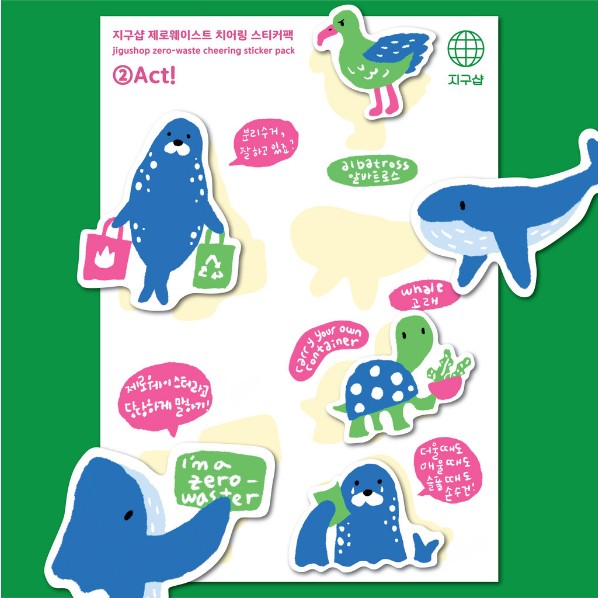 지구샵 제로웨이스트 치어링 스티커팩
jigushop zero-waste cheering sticker pack
②Act!
지구샵
분리수거,
잘하고 있죠?
albatross
알바트로스
whale
고래
carry your own
container
제로웨이스터라고
당당하게 말하기!
I'm a
zero-
waster
더울때도
매울때도
슬플때도
손수건!